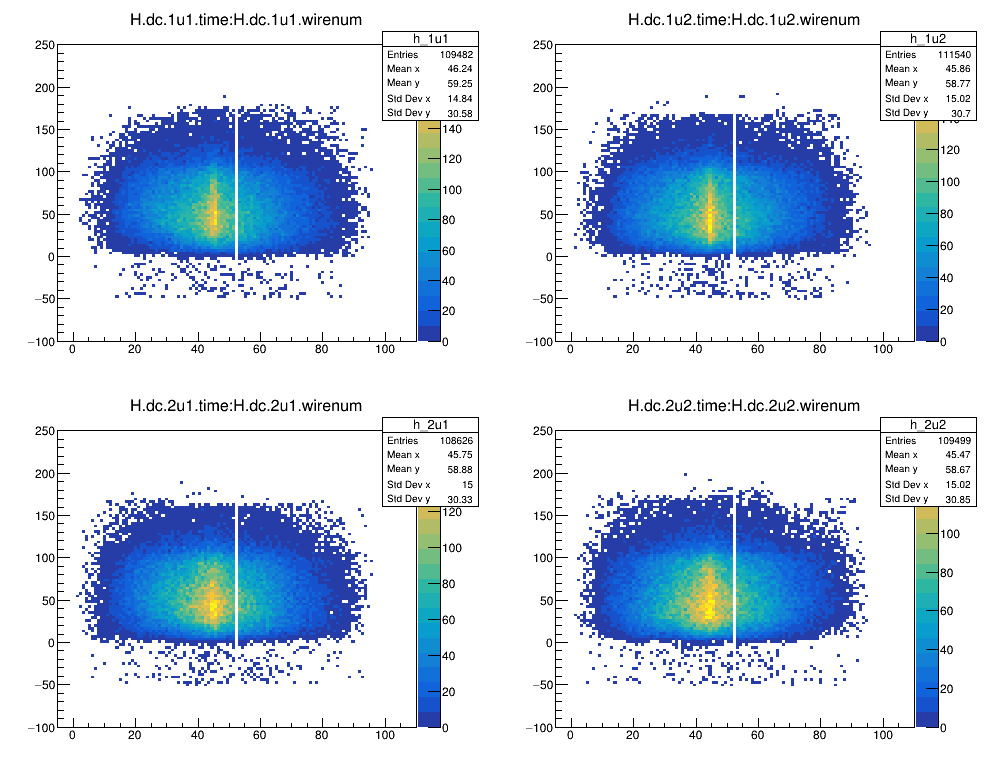 H.dc.1u1.time:H.dc.1u1.wirenum
h_1u1
Entries 109482
Mean x 46.24
Mean y 59.25
Std Dev x 14.84
Std Dev y 30.58
250
200
150
100
50
0
−50
−100
0 20 40 60 80 100
140
120
100
80
60
40
20
0
H.dc.1u2.time:H.dc.1u2.wirenum
h_1u2
Entries 111540
Mean x 45.86
Mean y 58.77
Std Dev x 15.02
Std Dev y 30.7
250
200
150
100
50
0
−50
−100
0 20 40 60 80 100
120
100
80
60
40
20
0
H.dc.2u1.time:H.dc.2u1.wirenum
h_2u1
Entries 108626
Mean x 45.75
Mean y 58.88
Std Dev x 15
Std Dev y 30.33
250
200
150
100
50
0
−50
−100
0 20 40 60 80 100
120
100
80
60
40
20
0
H.dc.2u2.time:H.dc.2u2.wirenum
h_2u2
Entries 109499
Mean x 45.47
Mean y 58.67
Std Dev x 15.02
Std Dev y 30.85
250
200
150
100
50
0
−50
−100
0 20 40 60 80 100
100
80
60
40
20
0